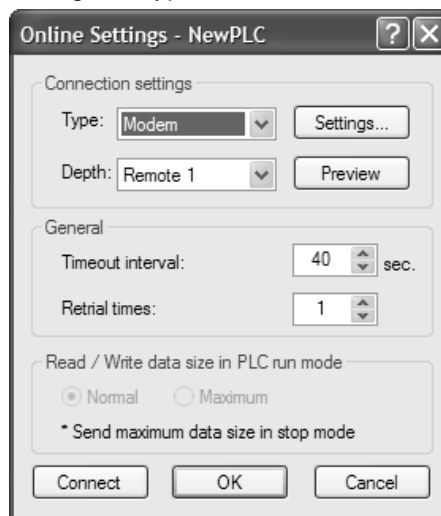 Online Settings - NewPLC
Connection settings
Type: Modem Settings...
Depth: Remote 1 Preview
General
Timeout interval: 40 sec.
Retrial times: 1
Read / Write data size in PLC run mode
Normal Maximum
* Send maximum data size in stop mode
Connect OK Cancel